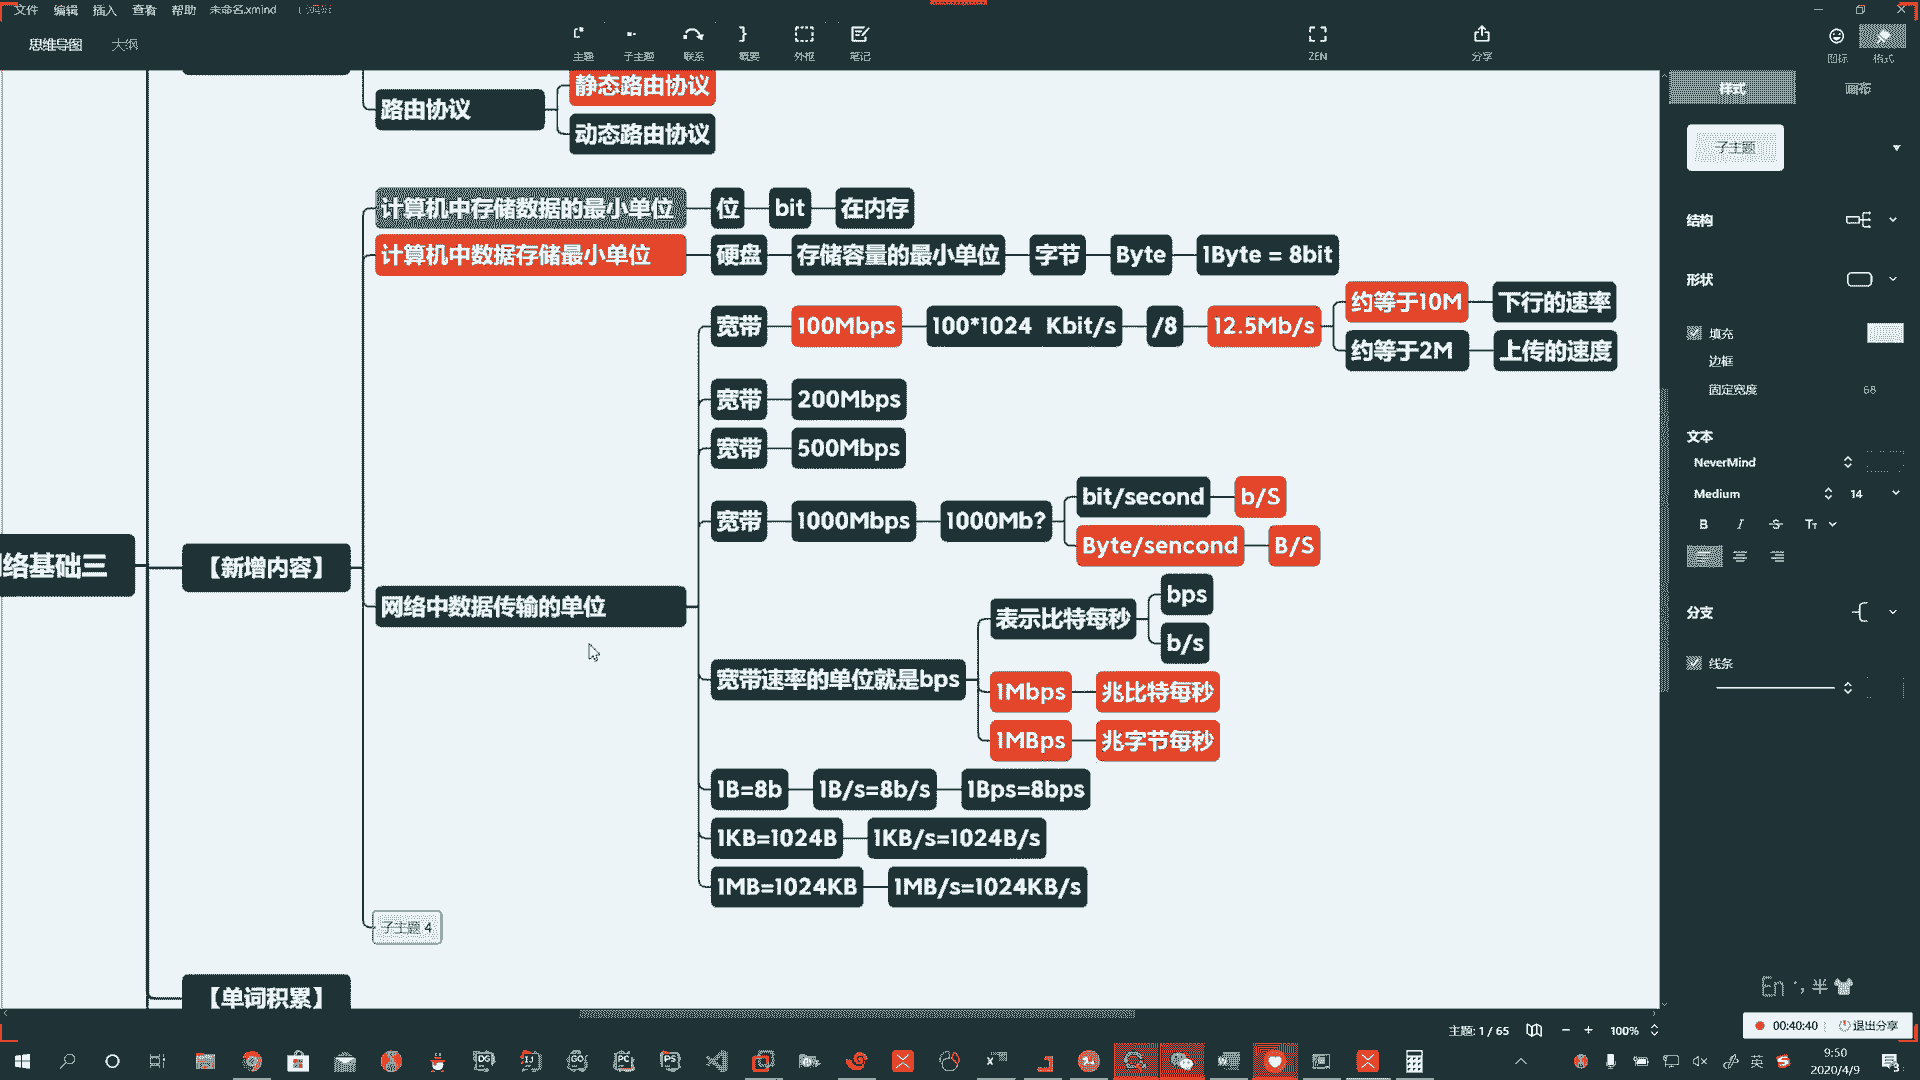 文件 编辑 插入 查看 帮助 未命名.xmind
思维导图 大纲
主题 子主题 联系 概要 外框 笔记 ZEN 分享 图标 格式
静态路由协议
路由协议
动态路由协议
计算机中存储数据的最小单位 位 bit 在内存
计算机中数据存储最小单位 硬盘 存储容量的最小单位 字节 Byte 1Byte = 8bit
宽带 100Mbps 100*1024 Kbit/s /8 12.5Mb/s
约等于10M 下行的速率
约等于2M 上传的速度
宽带 200Mbps
宽带 500Mbps
宽带 1000Mbps 1000Mb?
bit/second b/S
Byte/sencond B/S
络基础三
【新增内容】
网络中数据传输的单位
宽带速率的单位就是bps
表示比特每秒
bps
b/s
1Mbps 兆比特每秒
1MBps 兆字节每秒
1B=8b 1B/s=8b/s 1Bps=8bps
1KB=1024B 1KB/s=1024B/s
1MB=1024KB 1MB/s=1024KB/s
子主题 4
【单词积累】
样式 画布
子主题
结构
形状
填充
边框
固定宽度 68
文本
NeverMind
Medium 14
B I S Tт
分支
线条
En 半
主题: 1 / 65 100%
00:40:40 退出分享
DG IJ GO PC PS
英
9:50
2020/4/9
3